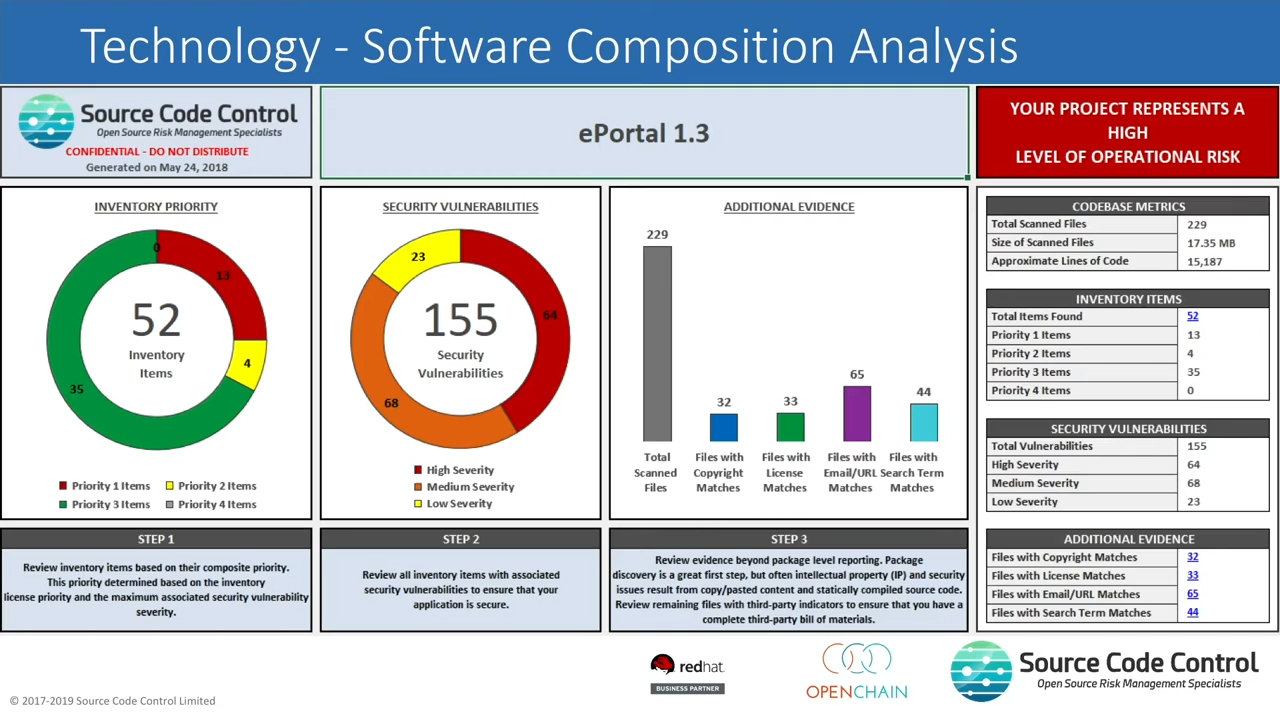 Technology - Software Composition Analysis
Source Code Control
Open Source Risk Management Specialists
CONFIDENTIAL - DO NOT DISTRIBUTE
Generated on May 24, 2018
ePortal 1.3
YOUR PROJECT REPRESENTS A
HIGH
LEVEL OF OPERATIONAL RISK
INVENTORY PRIORITY
0
13
4
35
52
Inventory
Items
Priority 1 Items
Priority 2 Items
Priority 3 Items
Priority 4 Items
SECURITY VULNERABILITIES
23
64
68
155
Security
Vulnerabilities
High Severity
Medium Severity
Low Severity
ADDITIONAL EVIDENCE
229
32
33
65
44
Total
Scanned
Files
Files with
Copyright
Matches
Files with
License
Matches
Files with
Email/URL
Matches
Files with
Search Term
Matches
CODEBASE METRICS
Total Scanned Files 229
Size of Scanned Files 17.35 MB
Approximate Lines of Code 15,187
INVENTORY ITEMS
Total Items Found 52
Priority 1 Items 13
Priority 2 Items 4
Priority 3 Items 35
Priority 4 Items 0
SECURITY VULNERABILITIES
Total Vulnerabilities 155
High Severity 64
Medium Severity 68
Low Severity 23
ADDITIONAL EVIDENCE
Files with Copyright Matches 32
Files with License Matches 33
Files with Email/URL Matches 65
Files with Search Term Matches 44
STEP 1
Review inventory items based on their composite priority.
This priority determined based on the inventory
license priority and the maximum associated security vulnerability
severity.
STEP 2
Review all inventory items with associated
security vulnerabilities to ensure that your
application is secure.
STEP 3
Review evidence beyond package level reporting. Package
discovery is a great first step, but often intellectual property (IP) and security
issues result from copy/pasted content and statically compiled source code.
Review remaining files with third-party indicators to ensure that you have a
complete third-party bill of materials.
redhat.
BUSINESS PARTNER
OPENCHAIN
Source Code Control
Open Source Risk Management Specialists
© 2017-2019 Source Code Control Limited